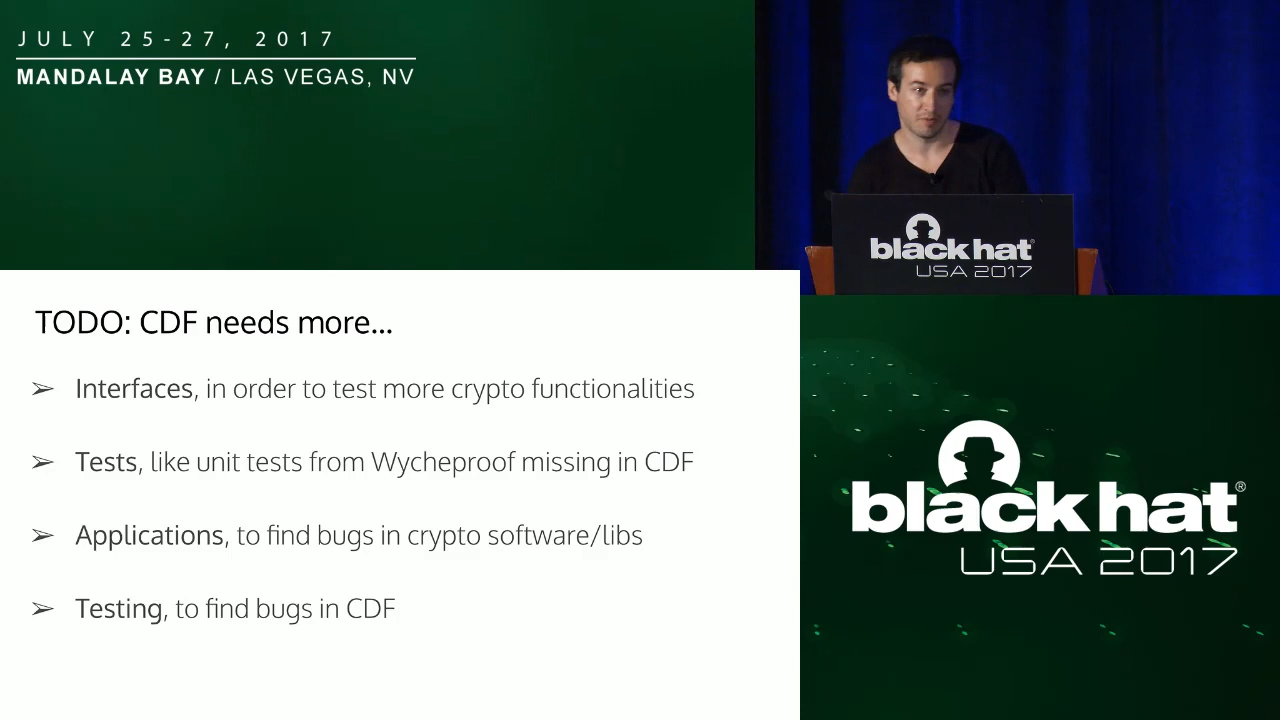 JULY 25-27, 2017
MANDALAY BAY / LAS VEGAS, NV
black hat®
USA 2017
TODO: CDF needs more...
➢ Interfaces, in order to test more crypto functionalities
➢ Tests, like unit tests from Wycheproof missing in CDF
➢ Applications, to find bugs in crypto software/libs
➢ Testing, to find bugs in CDF
black hat®
USA 2017